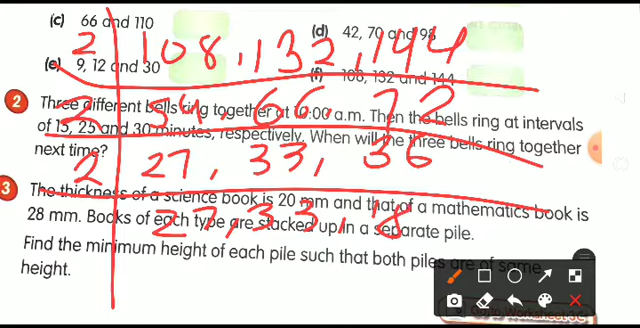 (c) 66 and 110
(d) 42, 70 and 98
2 108, 132, 144
(e) 9, 12 and 30
(f) 108, 132 and 144
2 54, 66, 72
2 Three different bells ring together at 10:00 a.m. Then the bells ring at intervals
of 15, 25 and 30 minutes, respectively. When will the three bells ring together
next time?
2 27, 33, 36
3 The thickness of a science book is 20 mm and that of a mathematics book is
28 mm. Books of each type are stacked up in a separate pile.
27, 33, 18
Find the minimum height of each pile such that both piles are of same
height.
Worksheet 3C